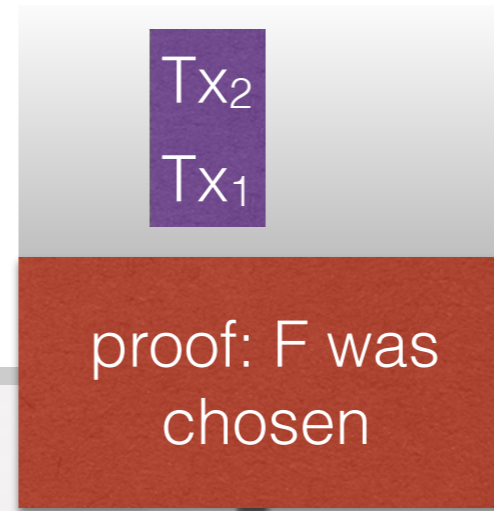 Tx₂
Tx₁
proof: F was
chosen